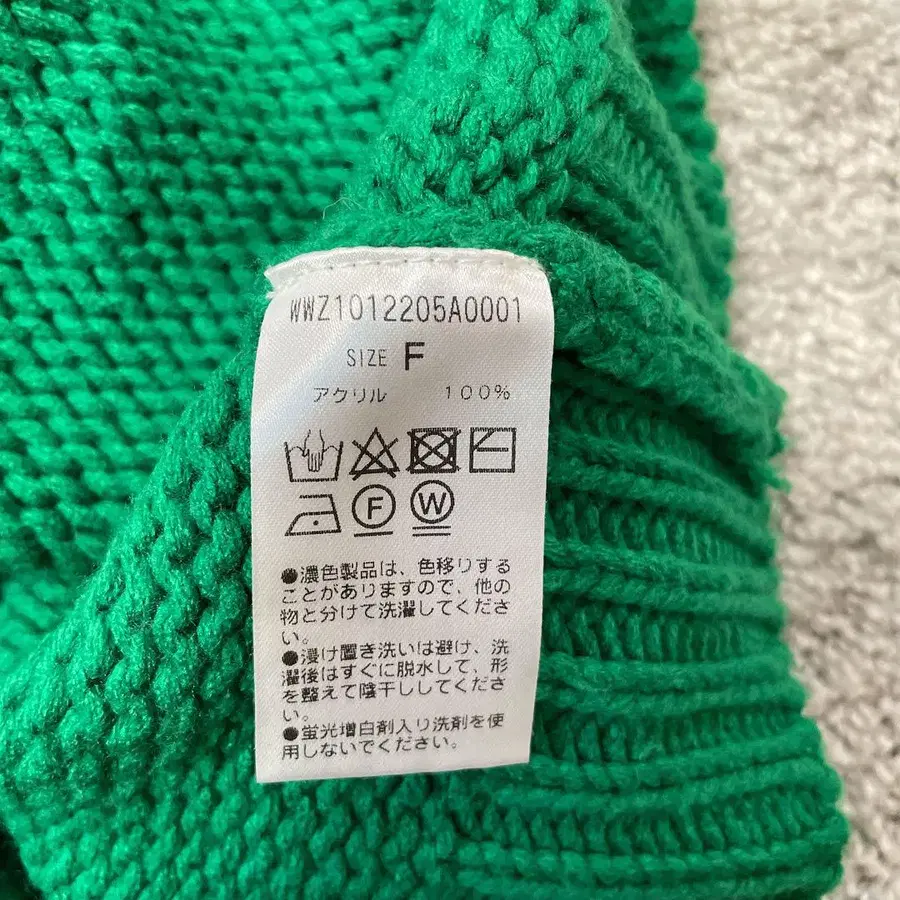 WWZ1012205A0001
SIZE F
アクリル 100%
F W
●濃色製品は、色移りする
ことがありますので、他の
物と分けて洗濯してくださ
い。
●浸け置き洗いは避け、洗
濯後はすぐに脱水して、形
を整えて陰干ししてくださ
い。
●蛍光増白剤入り洗剤を使
用しないでください。